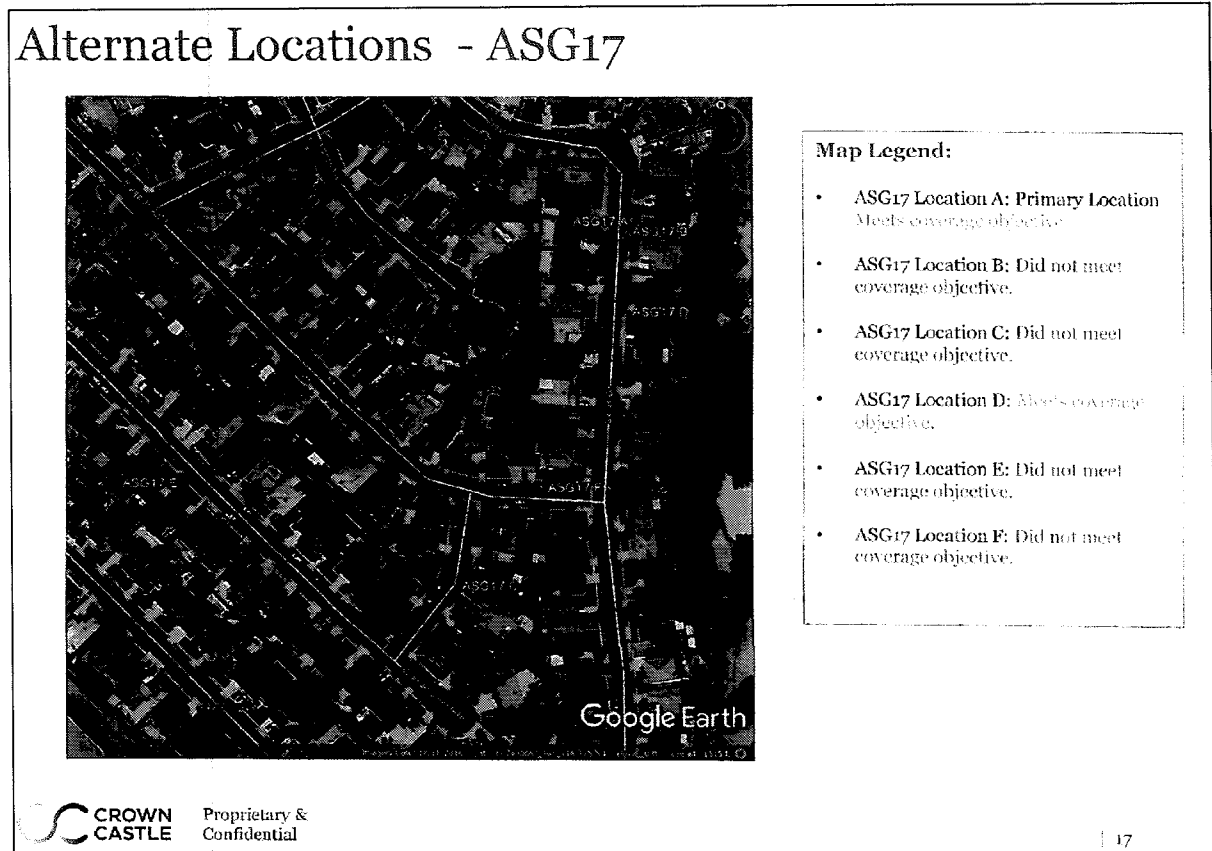 Alternate Locations - ASG17
ASG17 A
ASG17 B
ASG17 D
ASG17 E
ASG17 F
ASG17
Google Earth
Map Legend:
• ASG17 Location A: Primary Location
Meets coverage objective
• ASG17 Location B: Did not meet
coverage objective.
• ASG17 Location C: Did not meet
coverage objective.
• ASG17 Location D: Meets coverage
objective.
• ASG17 Location E: Did not meet
coverage objective.
• ASG17 Location F: Did not meet
coverage objective.
CROWN
CASTLE
Proprietary &
Confidential
17